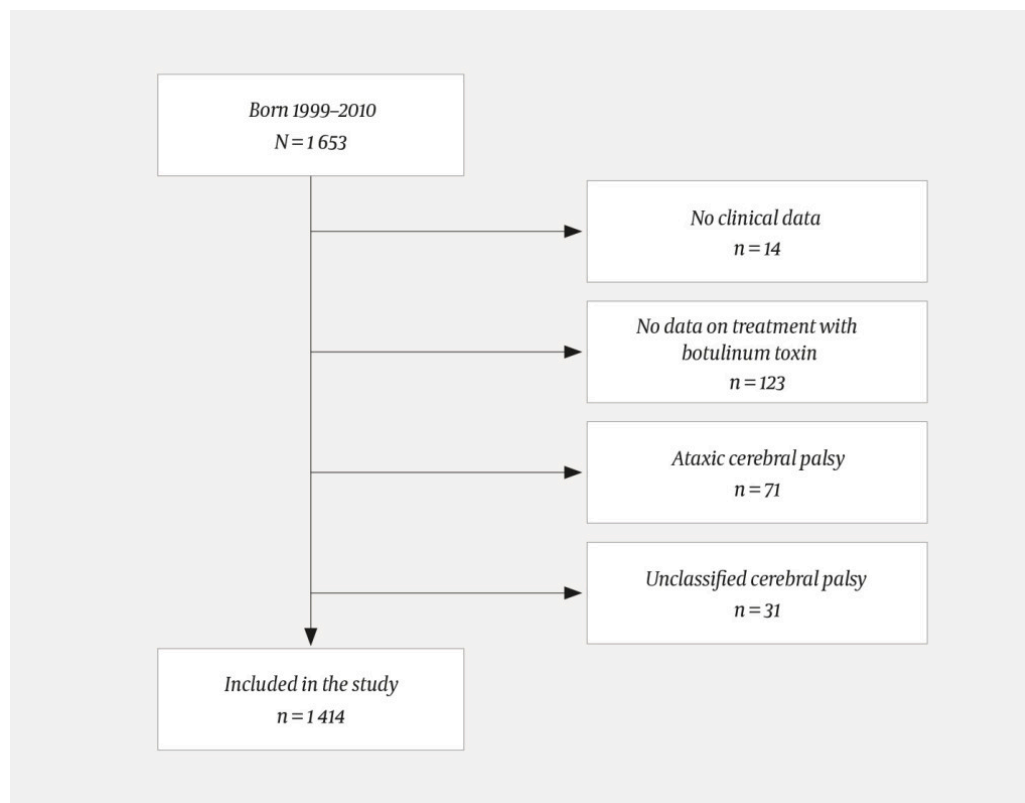 Born 1999–2010
N = 1 653
No clinical data
n = 14
No data on treatment with
botulinum toxin
n = 123
Ataxic cerebral palsy
n = 71
Unclassified cerebral palsy
n = 31
Included in the study
n = 1 414